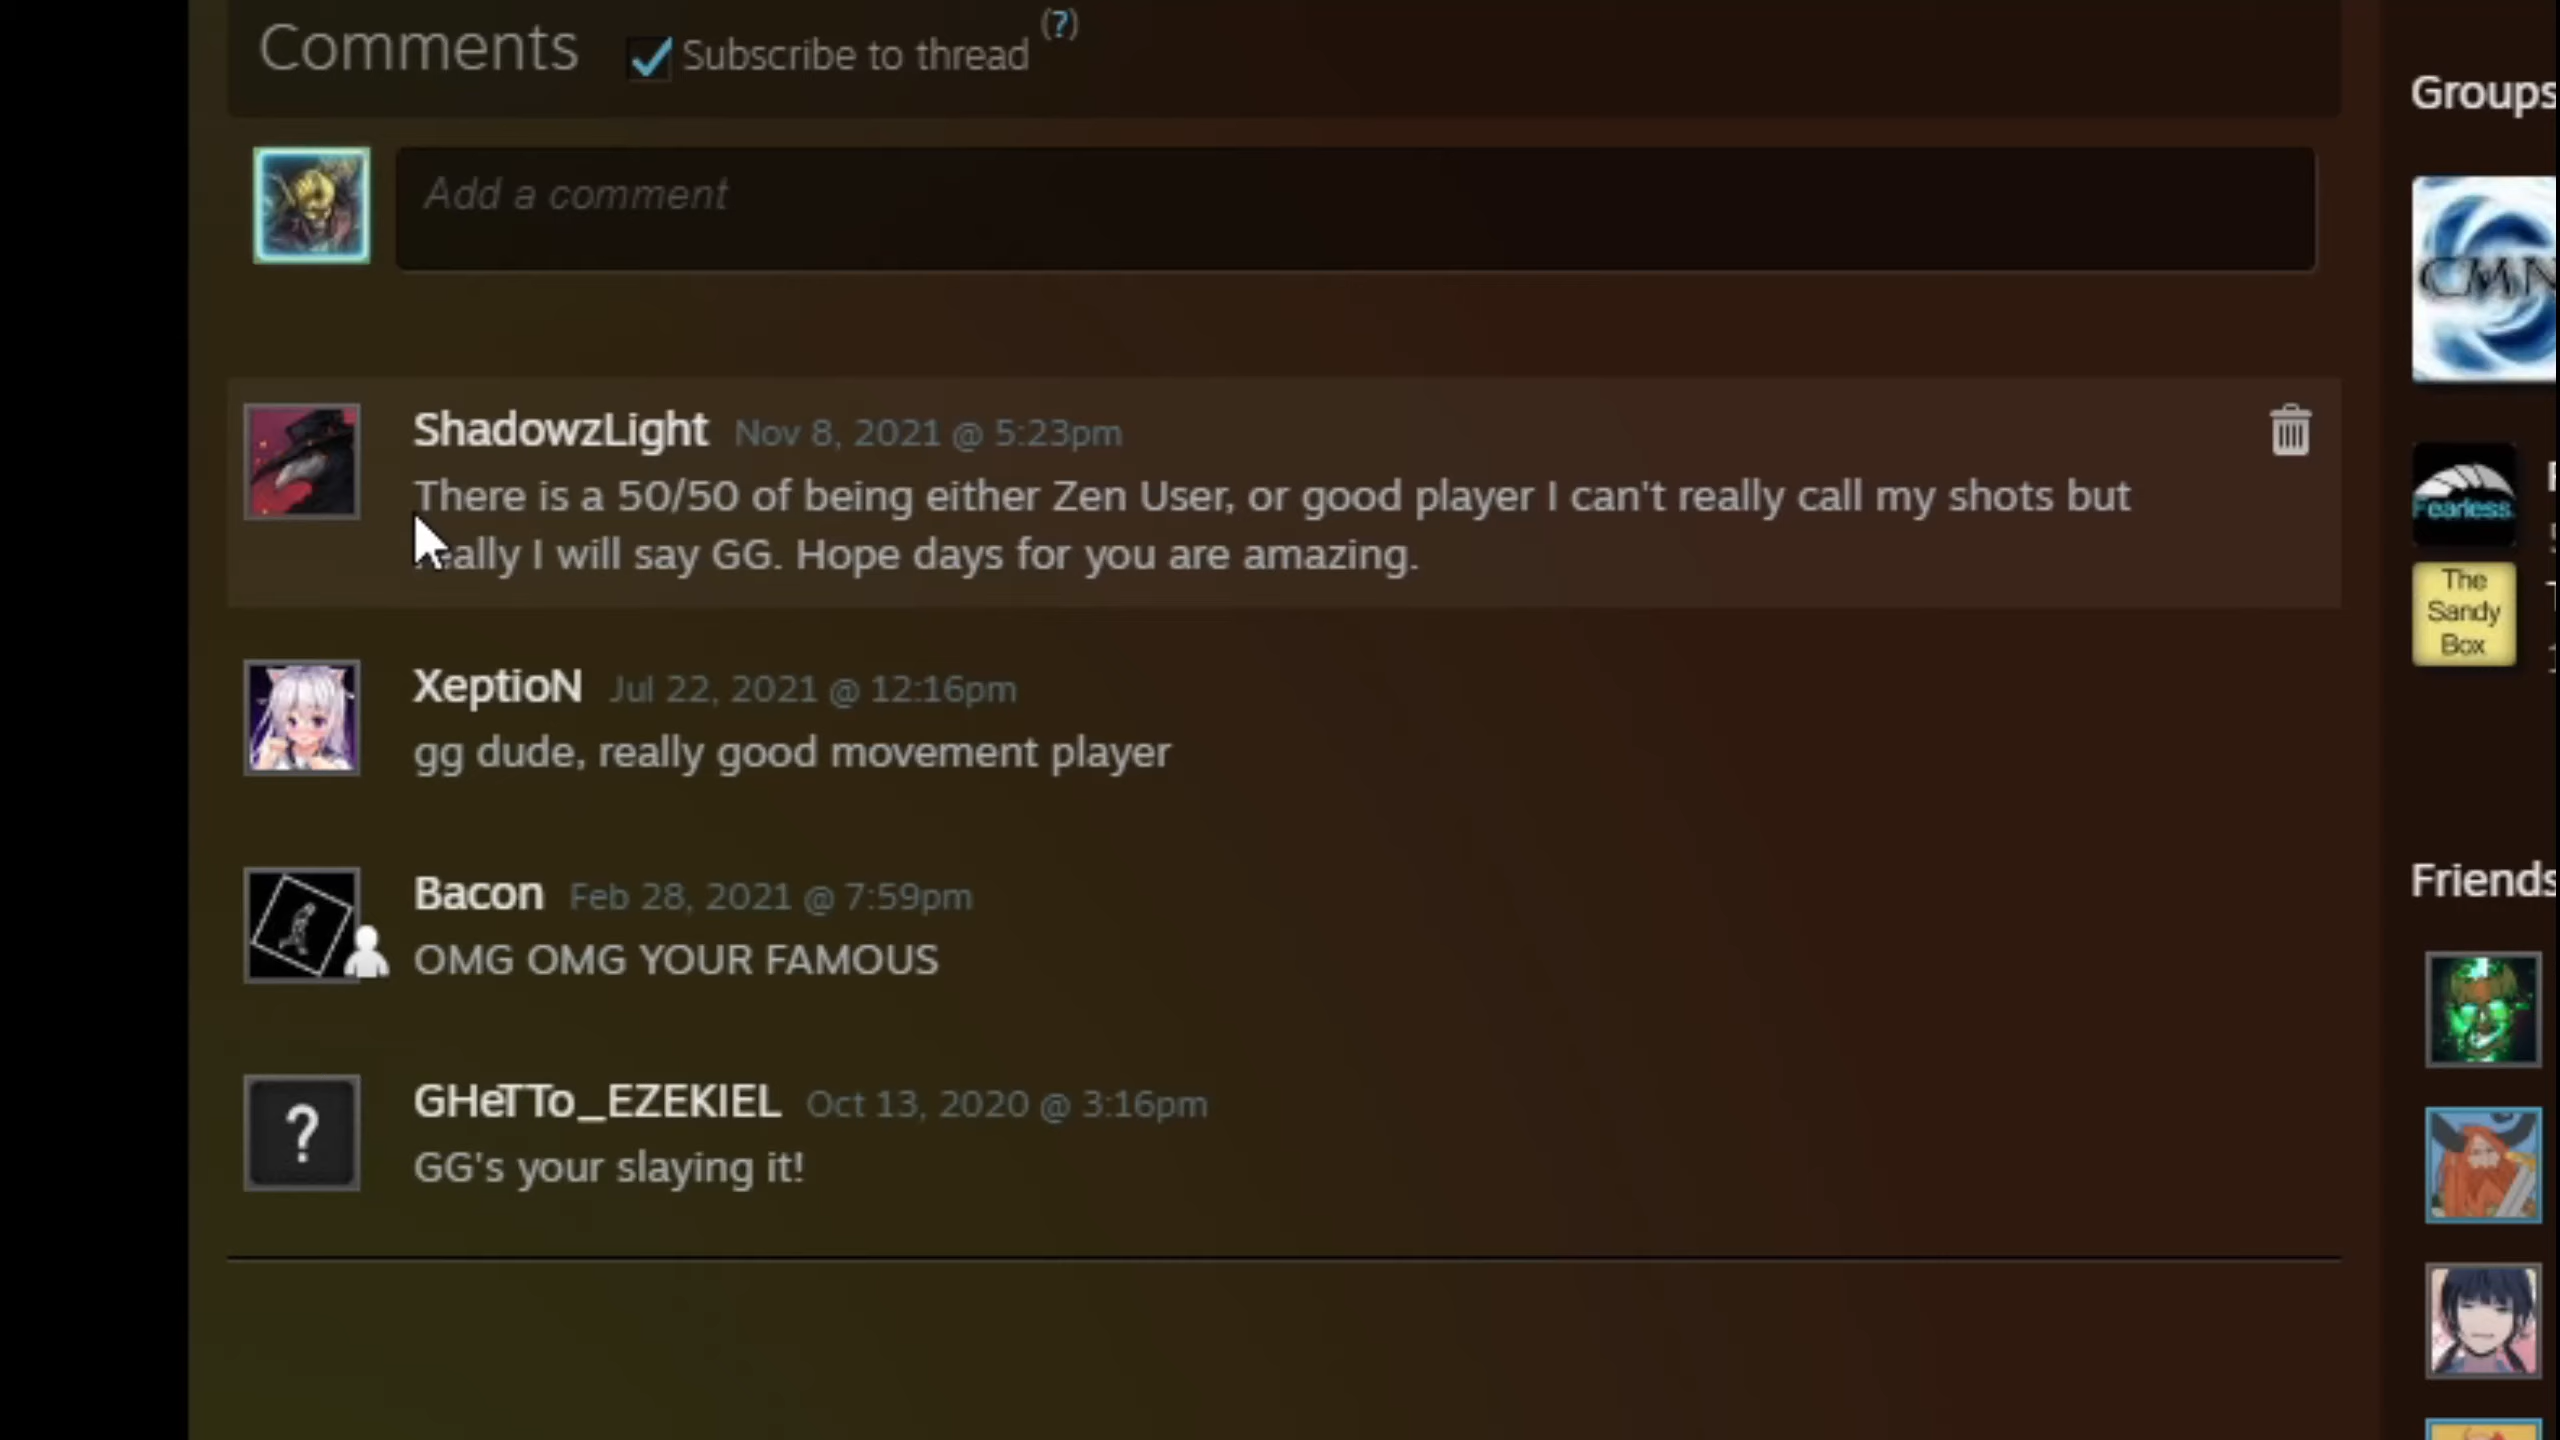 Comments
Subscribe to thread
(?)
Add a comment
ShadowzLight Nov 8, 2021 @ 5:23pm
There is a 50/50 of being either Zen User, or good player I can't really call my shots but
really I will say GG. Hope days for you are amazing.
XeptioN Jul 22, 2021 @ 12:16pm
gg dude, really good movement player
Bacon Feb 28, 2021 @ 7:59pm
OMG OMG YOUR FAMOUS
?
GHeTTo_EZEKIEL Oct 13, 2020 @ 3:16pm
GG's your slaying it!
Groups
CMN
Fearless.
The
Sandy
Box
Friends